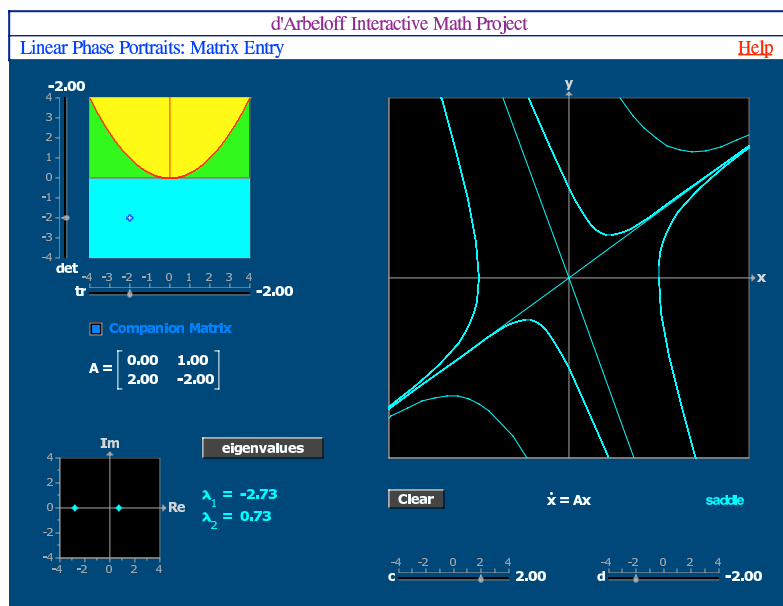 d'Arbeloff Interactive Math Project
Linear Phase Portraits: Matrix Entry Help
-2.00
4
3
2
1
0
-1
-2
-3
-4
det
-4 -3 -2 -1 0 1 2 3 4
tr -2.00
Companion Matrix
A = [ 0.00 1.00
2.00 -2.00 ]
Im
4
2
0
-2
-4
Re
-4 -2 0 2 4
eigenvalues
λ1 = -2.73
λ2 = 0.73
y
x
Clear
ẋ = Ax
saddle
-4 -2 0 2 4
c 2.00
-4 -2 0 2 4
d -2.00